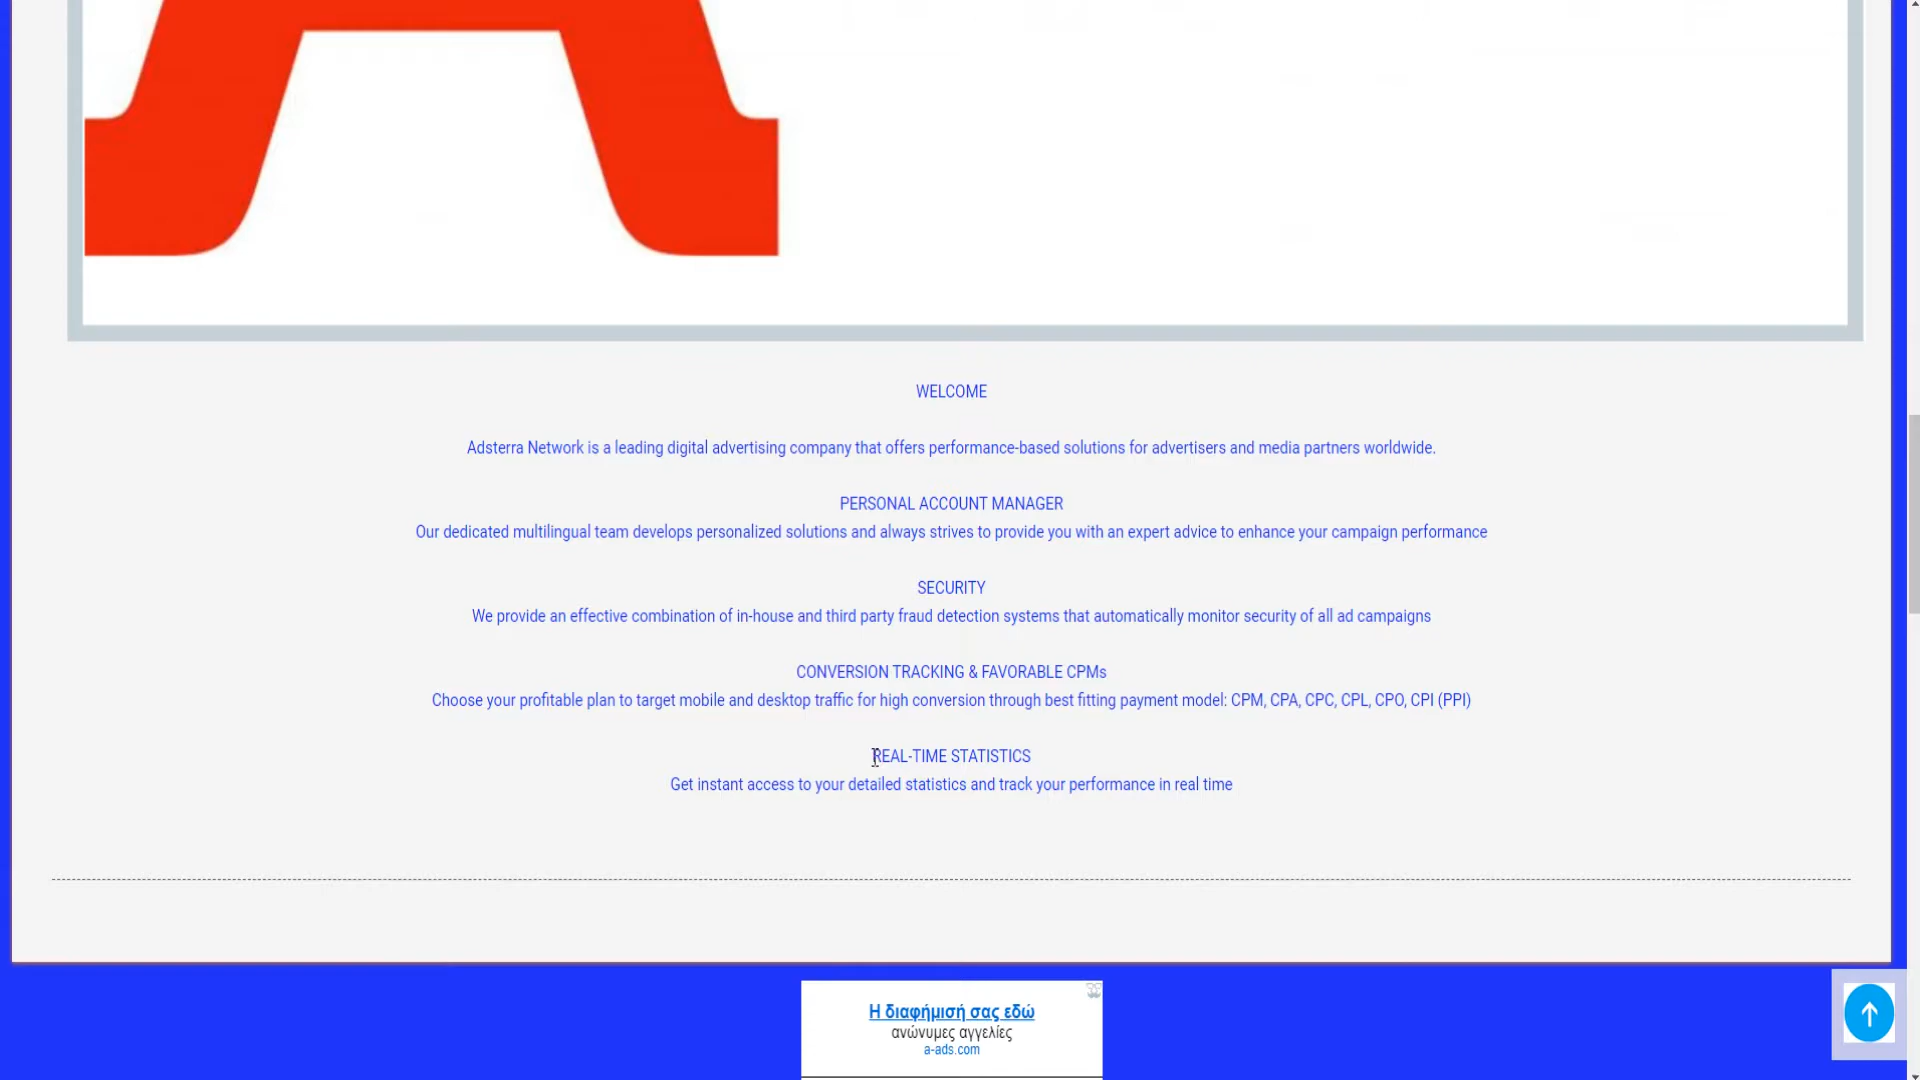 WELCOME
Adsterra Network is a leading digital advertising company that offers performance-based solutions for advertisers and media partners worldwide.
PERSONAL ACCOUNT MANAGER
Our dedicated multilingual team develops personalized solutions and always strives to provide you with an expert advice to enhance your campaign performance
SECURITY
We provide an effective combination of in-house and third party fraud detection systems that automatically monitor security of all ad campaigns
CONVERSION TRACKING & FAVORABLE CPMs
Choose your profitable plan to target mobile and desktop traffic for high conversion through best fitting payment model: CPM, CPA, CPC, CPL, CPO, CPI (PPI)
REAL-TIME STATISTICS
Get instant access to your detailed statistics and track your performance in real time
Η διαφήμισή σας εδώ
ανώνυμες αγγελίες
a-ads.com